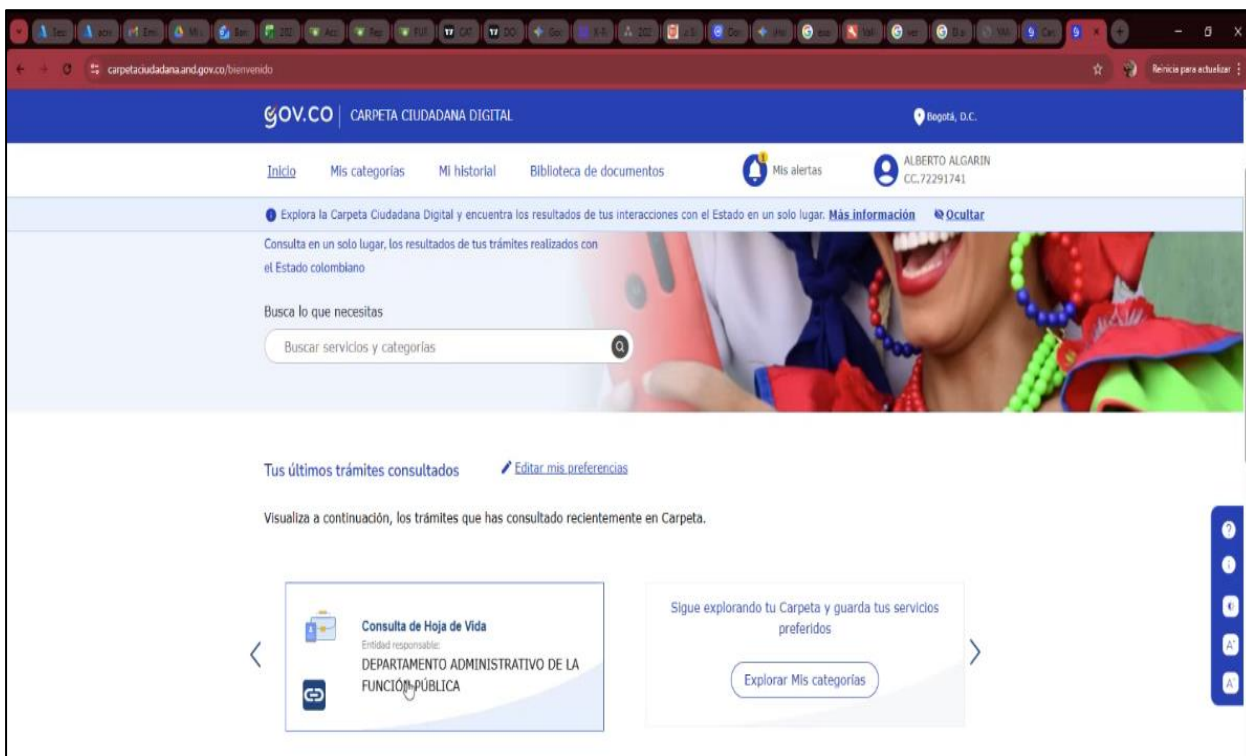 carpetaciudadana.and.gov.co/bienvenido
Reinicia para actualizar
GOV.CO | CARPETA CIUDADANA DIGITAL
Bogotá, D.C.
Inicio Mis categorías Mi historial Biblioteca de documentos
1
Mis alertas
ALBERTO ALGARIN
CC.72291741
Explora la Carpeta Ciudadana Digital y encuentra los resultados de tus interacciones con el Estado en un solo lugar. Más información Ocultar
Consulta en un solo lugar, los resultados de tus trámites realizados con
el Estado colombiano
Busca lo que necesitas
Buscar servicios y categorías
Tus últimos trámites consultados Editar mis preferencias
Visualiza a continuación, los trámites que has consultado recientemente en Carpeta.
Consulta de Hoja de Vida
Entidad responsable:
DEPARTAMENTO ADMINISTRATIVO DE LA
FUNCIÓN PÚBLICA
Sigue explorando tu Carpeta y guarda tus servicios
preferidos
Explorar Mis categorías